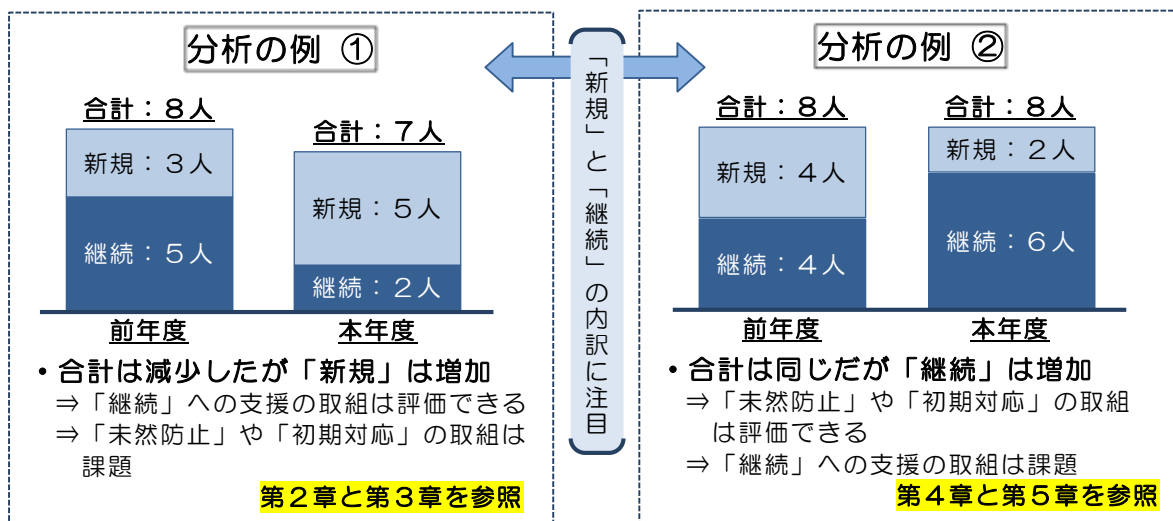 分析の例 ①
合計：８人
新規：３人
継続：５人
前年度
合計：７人
新規：５人
継続：２人
本年度
・合計は減少したが「新規」は増加
⇒「継続」への支援の取組は評価できる
⇒「未然防止」や「初期対応」の取組は
課題
第２章と第３章を参照
「新規」と「継続」の内訳に注目
分析の例 ②
合計：８人
新規：４人
継続：４人
前年度
合計：８人
新規：２人
継続：６人
本年度
・合計は同じだが「継続」は増加
⇒「未然防止」や「初期対応」の取組
は評価できる
⇒「継続」への支援の取組は課題
第４章と第５章を参照